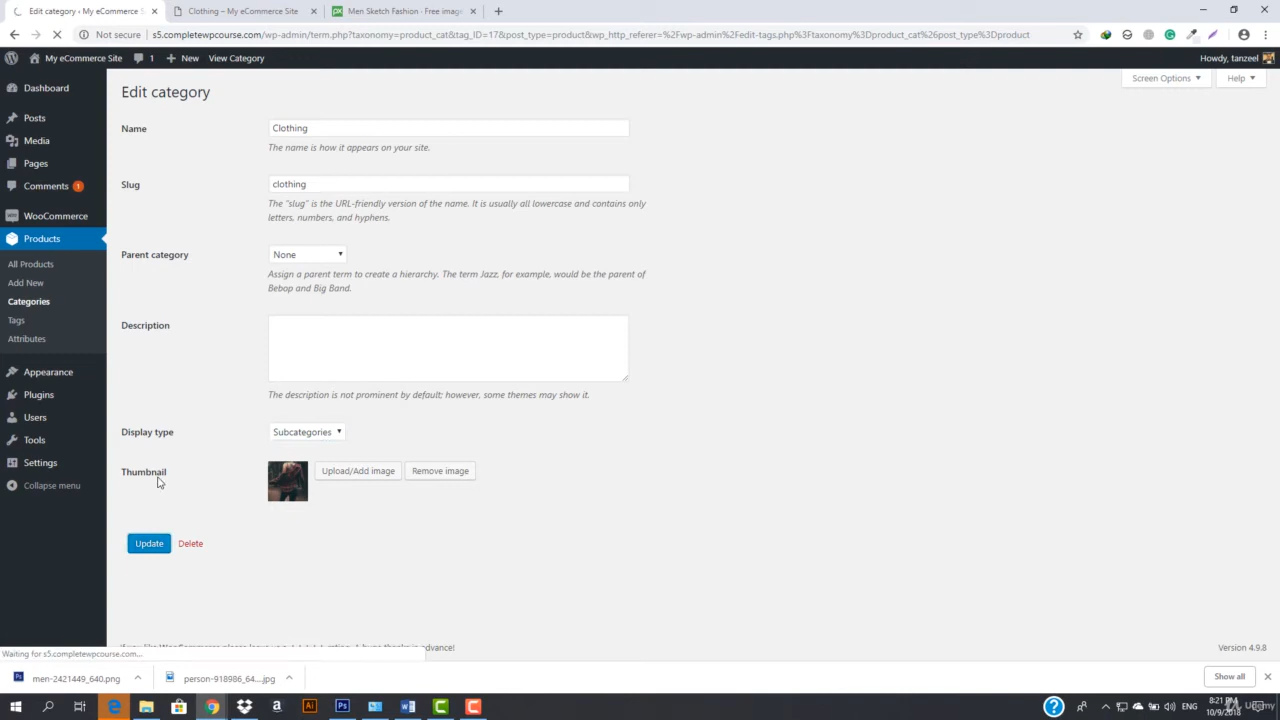 Edit category ‹ My eCommerce S
Clothing – My eCommerce Site
Men Sketch Fashion - Free image
Not secure
s5.completewpcourse.com/wp-admin/term.php?taxonomy=product_cat&tag_ID=17&post_type=product&wp_http_referer=%2Fwp-admin%2Fedit-tags.php%3Ftaxonomy%3Dproduct_cat%26post_type%3Dproduct
My eCommerce Site
1
New
View Category
Howdy, tanzeel
Screen Options
Help
Dashboard
Posts
Media
Pages
Comments 1
WooCommerce
Products
All Products
Add New
Categories
Tags
Attributes
Appearance
Plugins
Users
Tools
Settings
Collapse menu
Edit category
Name
Clothing
The name is how it appears on your site.
Slug
clothing
The "slug" is the URL-friendly version of the name. It is usually all lowercase and contains only
letters, numbers, and hyphens.
Parent category
None
Assign a parent term to create a hierarchy. The term Jazz, for example, would be the parent of
Bebop and Big Band.
Description
The description is not prominent by default; however, some themes may show it.
Display type
Subcategories
Thumbnail
Upload/Add image
Remove image
Update
Delete
Version 4.9.8
Waiting for s5.completewpcourse.com...
men-2421449_640.png
person-918986_64....jpg
Show all
ENG
8:21 PM
10/9/2018
Udemy